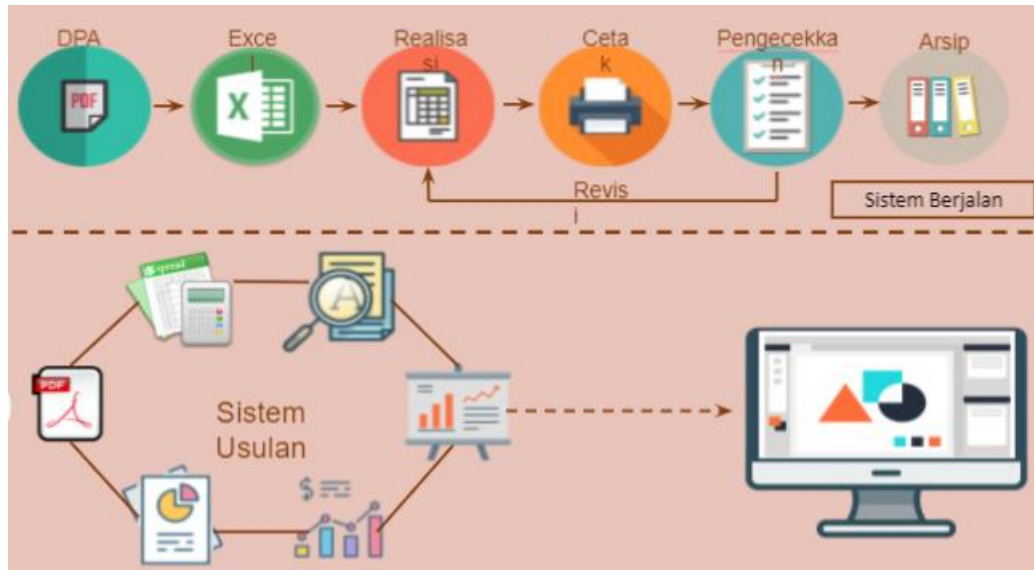 DPA
Exce
l
Realisa
si
Ceta
k
Pengecekka
n
Arsip
PDF
X
Revis
i
Sistem Berjalan
A
PDF
Sistem
Usulan
$